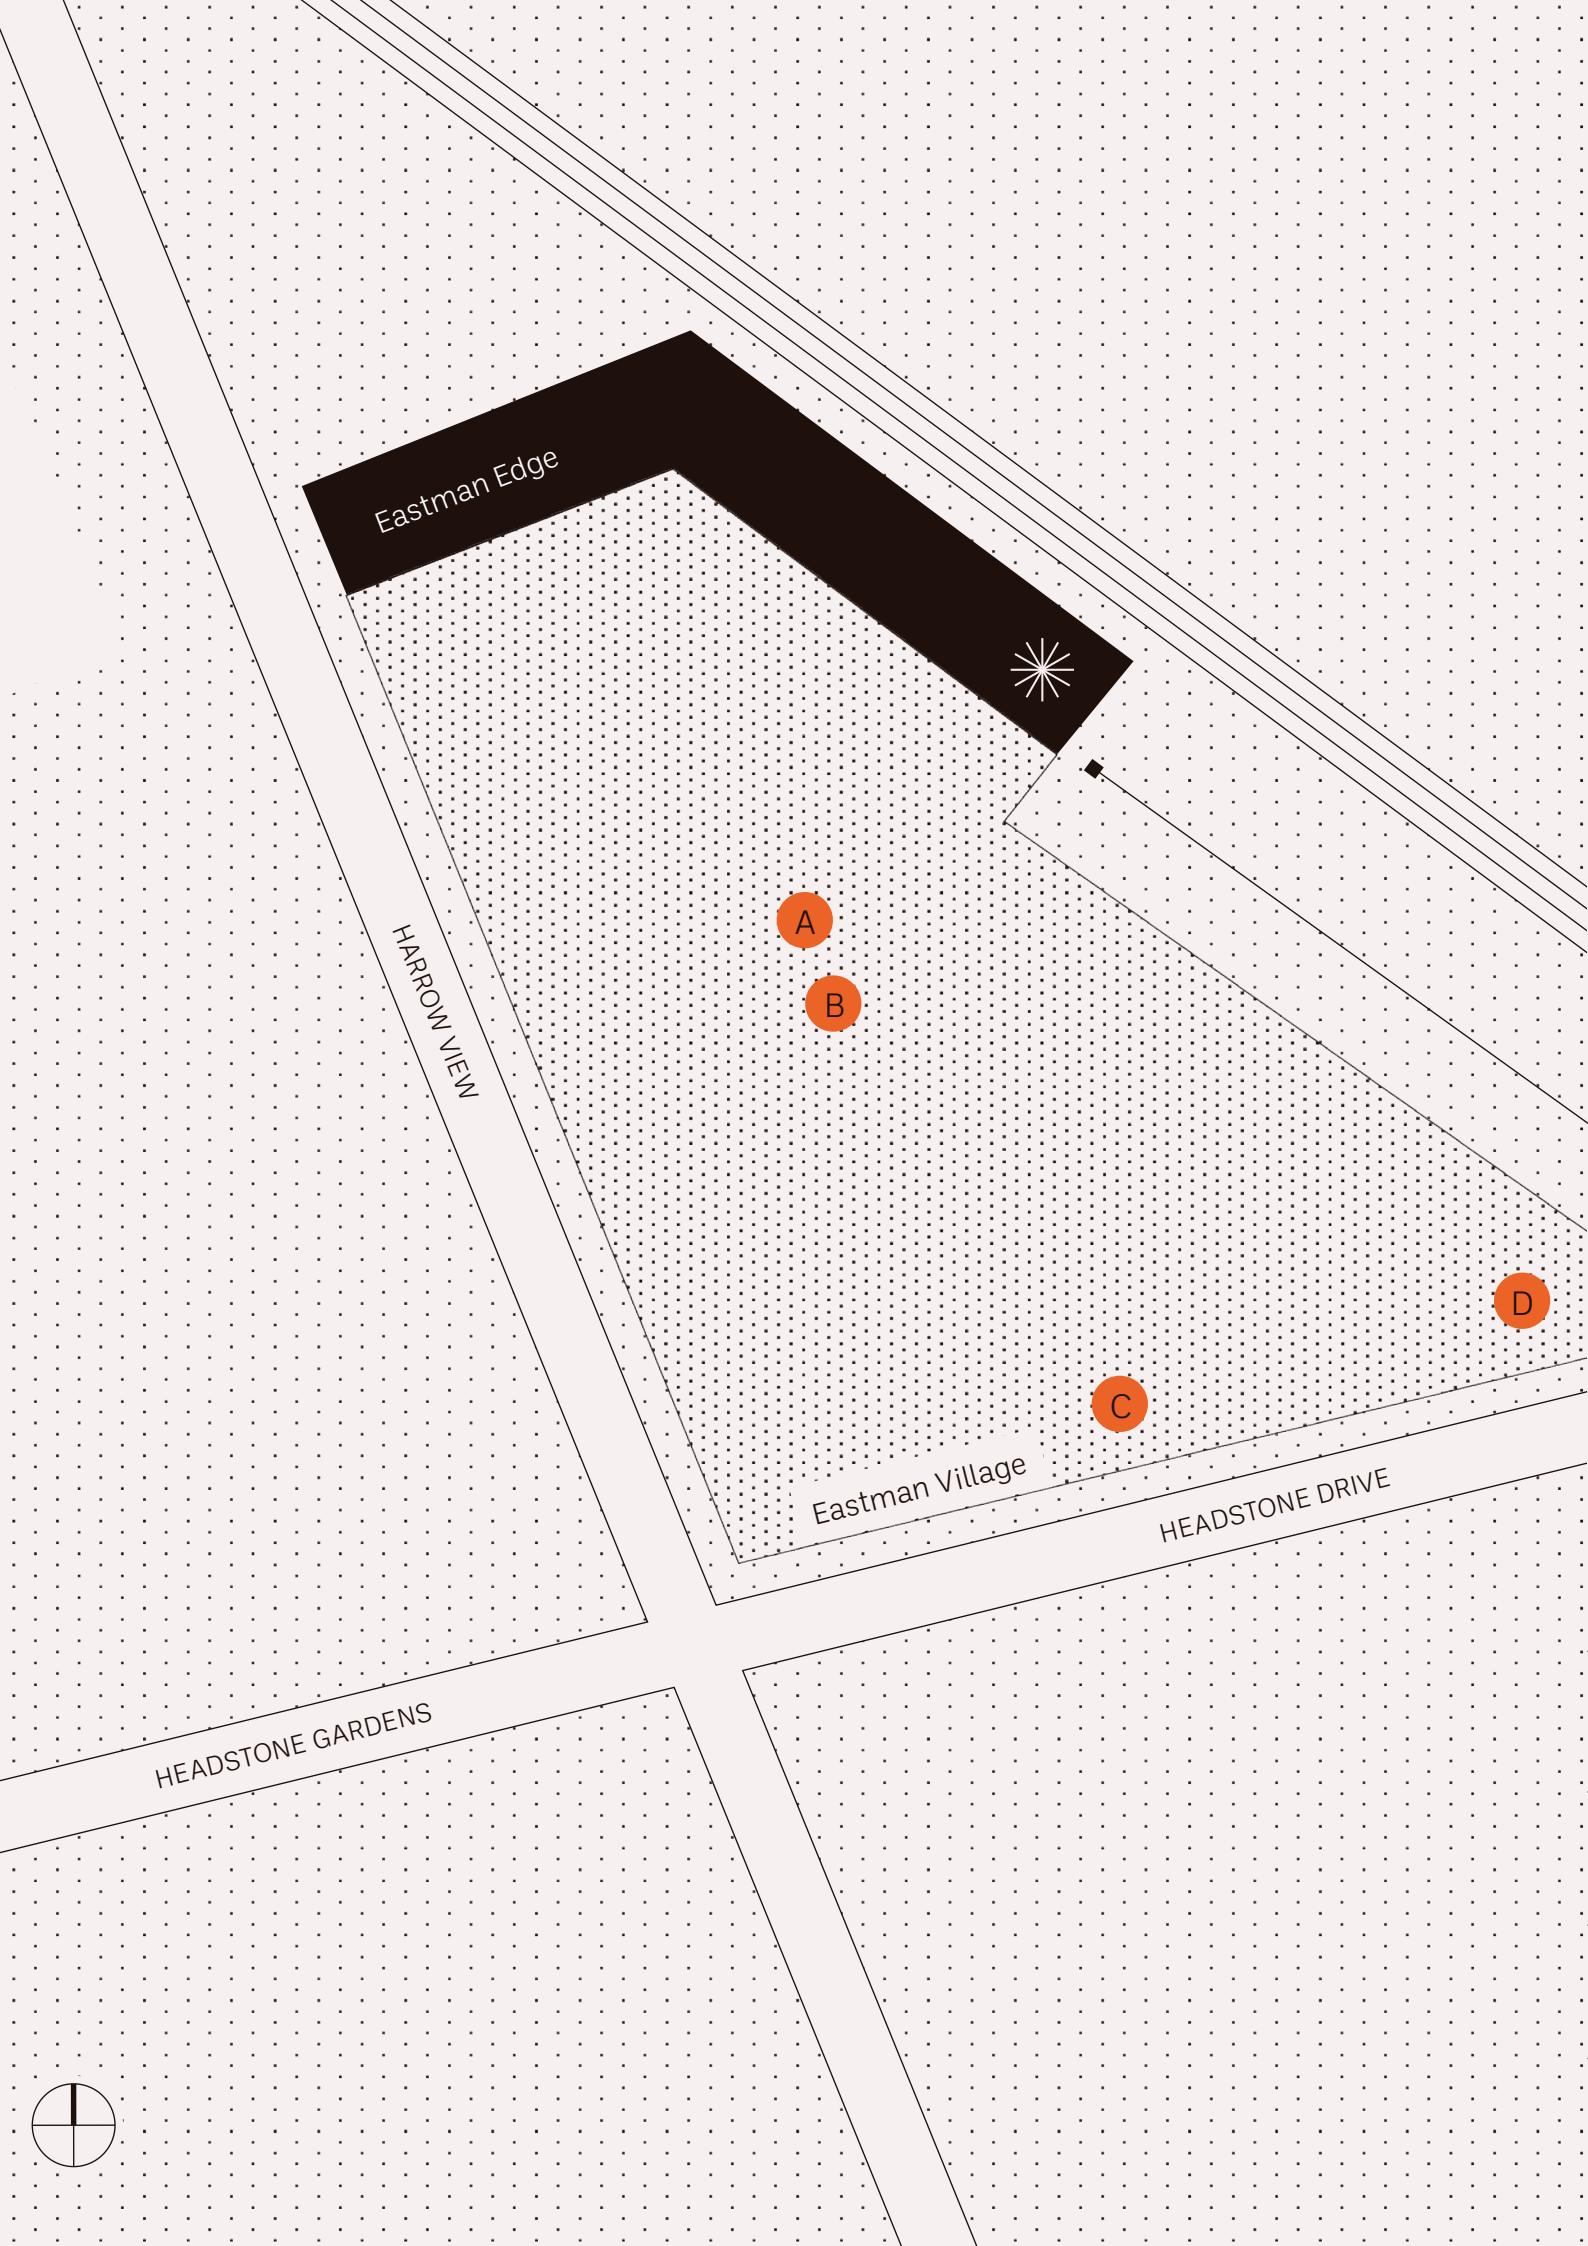 Eastman Edge
A
HARROW VIEW
B
D
C
Eastman Village
HEADSTONE DRIVE
HEADSTONE GARDENS